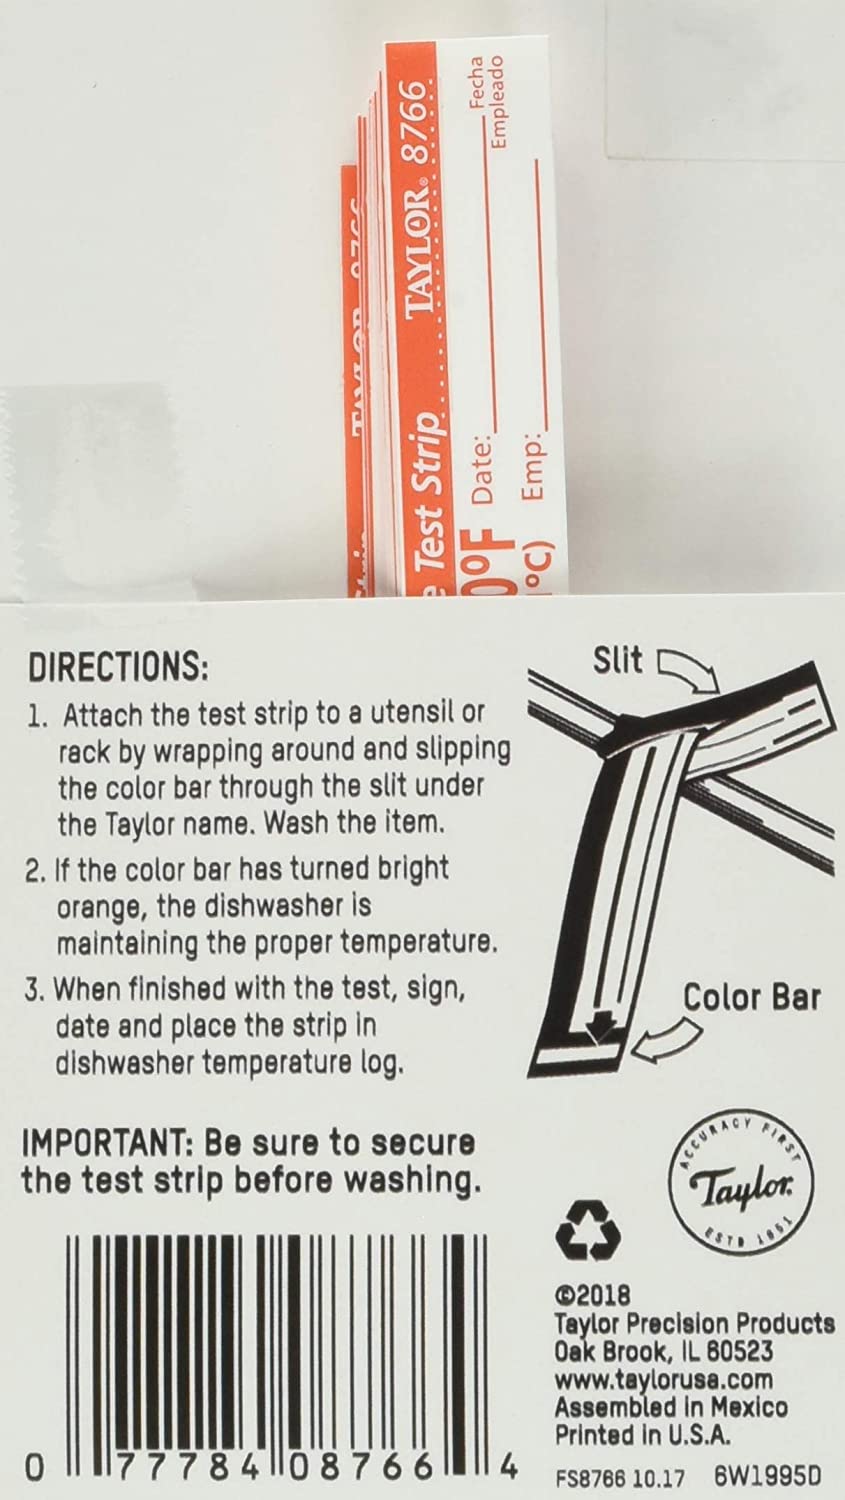 TAYLOR® 8766
Test Strip
0°F
°C)
Date:
Fecha
Emp:
Empleado
TAYLOR 8766
Strip
DIRECTIONS:
1. Attach the test strip to a utensil or
rack by wrapping around and slipping
the color bar through the slit under
the Taylor name. Wash the item.
2. If the color bar has turned bright
orange, the dishwasher is
maintaining the proper temperature.
3. When finished with the test, sign,
date and place the strip in
dishwasher temperature log.
IMPORTANT: Be sure to secure
the test strip before washing.
Slit
Color Bar
ACCURACY FIRST
Taylor.
ESTD 1851
©2018
Taylor Precision Products
Oak Brook, IL 60523
www.taylorusa.com
Assembled in Mexico
Printed in U.S.A.
FS8766 10.17 6W1995D
0 77784 08766 4